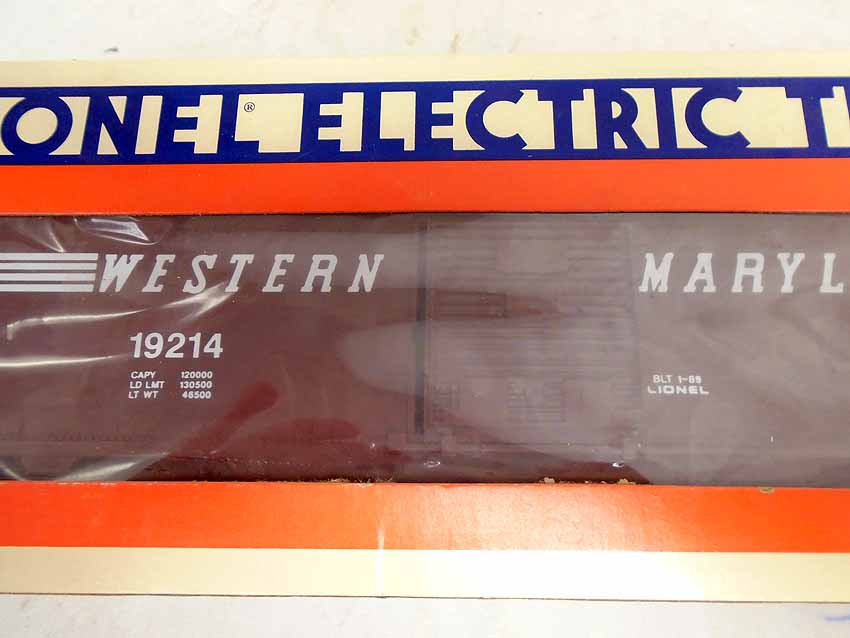 ONEL® ELECTRIC T
WESTERN MARYL
19214
CAPY 120000
LD LMT 130500
LT WT 46500
BLT 1-89
LIONEL